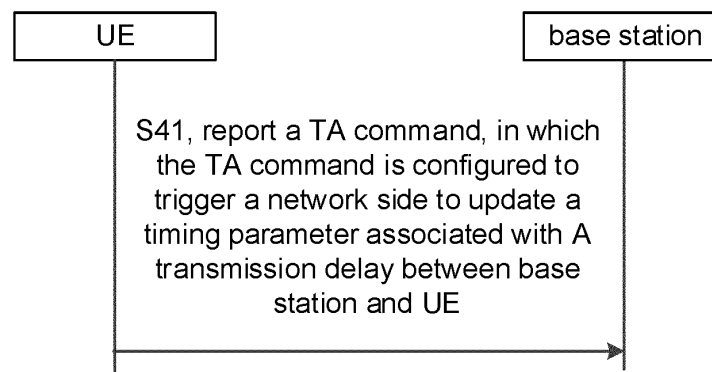 UE
base station
S41, report a TA command, in which
the TA command is configured to
trigger a network side to update a
timing parameter associated with A
transmission delay between base
station and UE